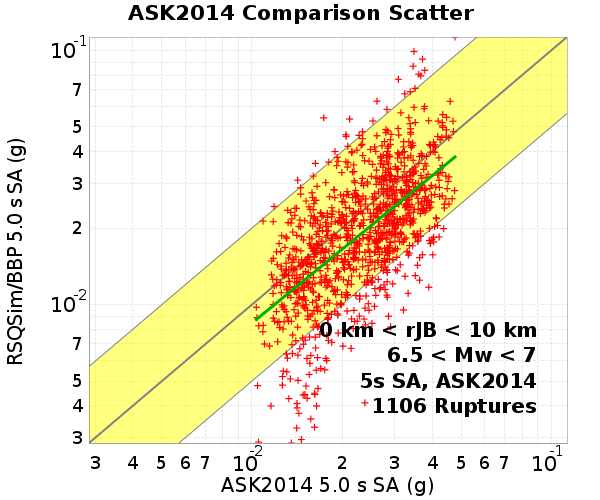 ASK2014 Comparison Scatter
RSQSim/BBP 5.0 s SA (g)
10⁻¹
7
5
4
3
2
10⁻²
7
5
4
3
0 km < rJB < 10 km
6.5 < Mw < 7
5s SA, ASK2014
1106 Ruptures
3 4 5 6 7 10⁻² 2 3 4 5 6 7 10⁻¹
ASK2014 5.0 s SA (g)